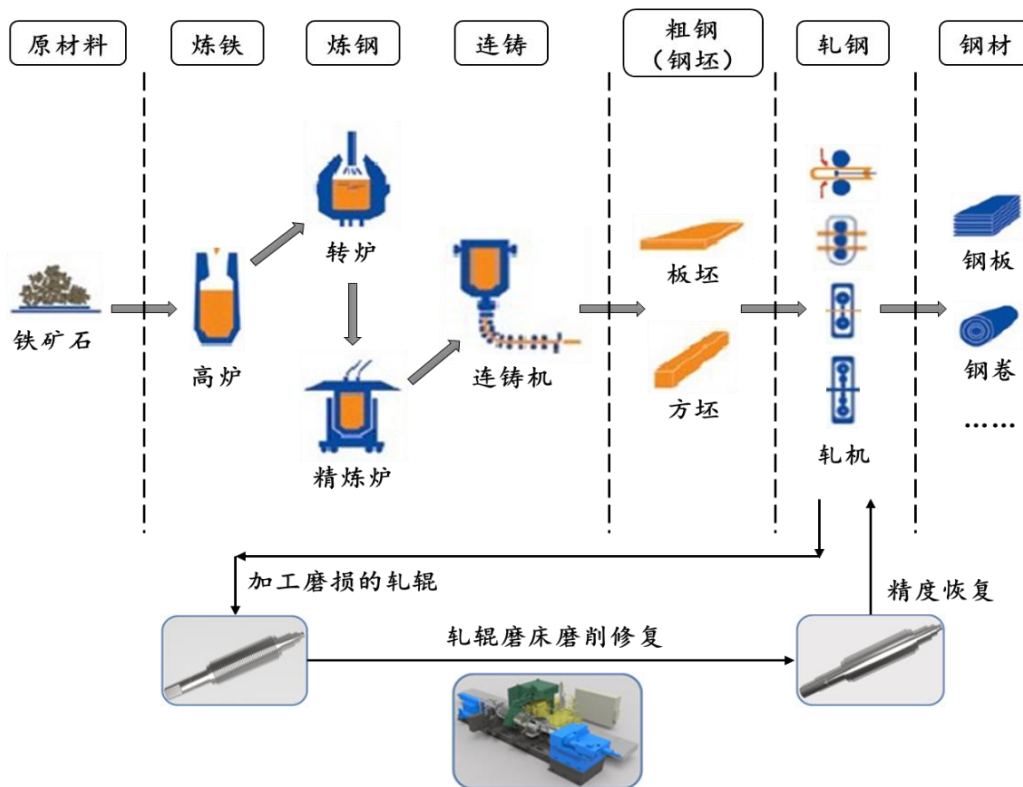 原材料
炼铁
炼钢
连铸
粗钢
（钢坯）
轧钢
钢材
铁矿石
高炉
转炉
精炼炉
连铸机
板坯
方坯
轧机
钢板
钢卷
……
加工磨损的轧辊
轧辊磨床磨削修复
精度恢复